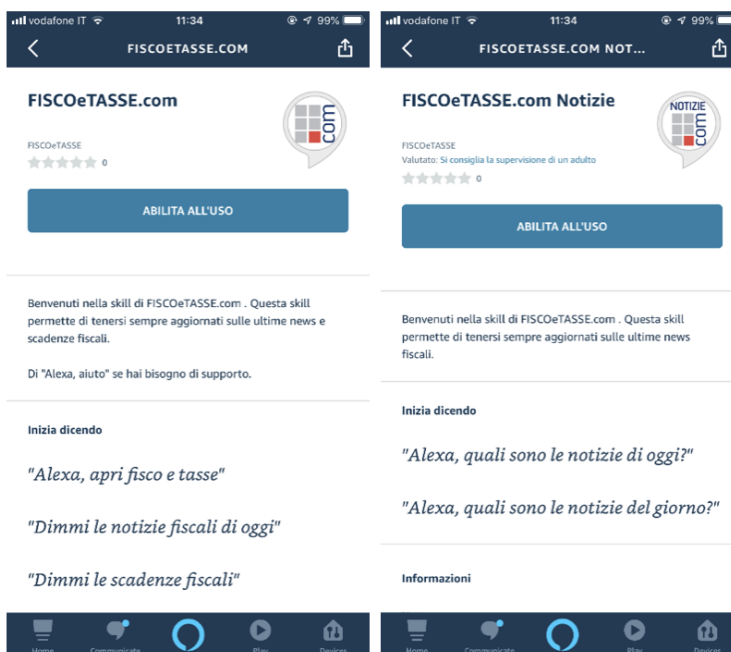 vodafone IT 11:34 99%
FISCOETASSE.COM
FISCOeTASSE.com
com
FISCOeTASSE
0
ABILITA ALL'USO
Benvenuti nella skill di FISCOeTASSE.com . Questa skill
permette di tenersi sempre aggiornati sulle ultime news e
scadenze fiscali.
Di "Alexa, aiuto" se hai bisogno di supporto.
Inizia dicendo
"Alexa, apri fisco e tasse"
"Dimmi le notizie fiscali di oggi"
"Dimmi le scadenze fiscali"
Home Communicate Play Devices
vodafone IT 11:34 99%
FISCOETASSE.COM NOT...
FISCOeTASSE.com Notizie
NOTIZIE
com
FISCOeTASSE
Valutato: Si consiglia la supervisione di un adulto
0
ABILITA ALL'USO
Benvenuti nella skill di FISCOeTASSE.com . Questa skill
permette di tenersi sempre aggiornati sulle ultime news
fiscali.
Inizia dicendo
"Alexa, quali sono le notizie di oggi?"
"Alexa, quali sono le notizie del giorno?"
Informazioni
Home Communicate Play Devices